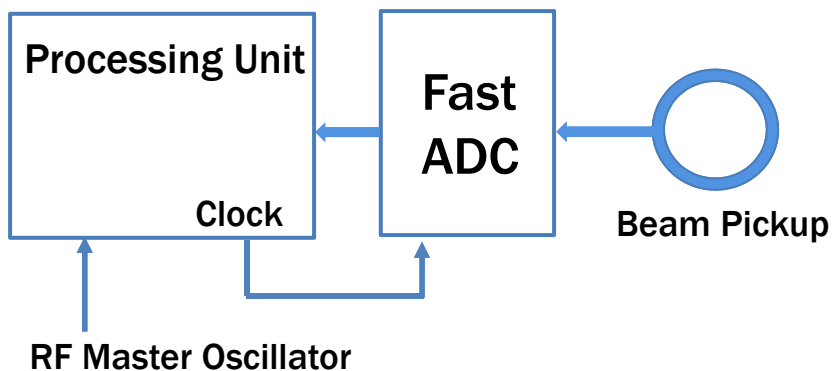 Processing Unit
Fast
ADC
Clock
Beam Pickup
RF Master Oscillator